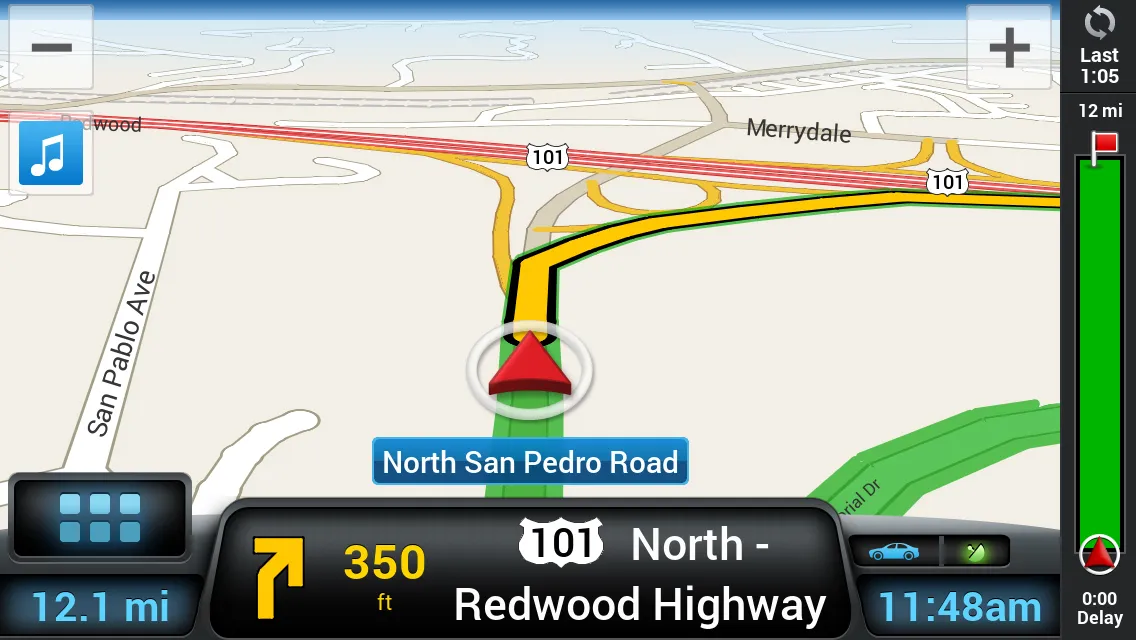 Last
1:05
12 mi
101
Merrydale
101
San Pablo Ave
North San Pedro Road
350
ft
101 North -
Redwood Highway
12.1 mi
11:48am
0:00
Delay